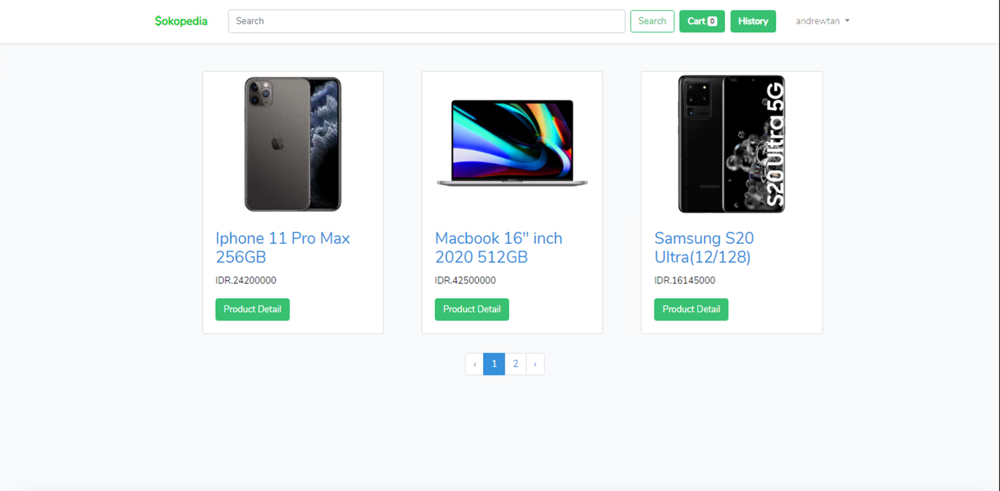 $okopedia
Search
Search
Cart 0
History
andrewtan
S20 Ultra 5G
SAMSUNG
Iphone 11 Pro Max
256GB
IDR.24200000
Product Detail
Macbook 16" inch
2020 512GB
IDR.42500000
Product Detail
Samsung S20
Ultra(12/128)
IDR.16145000
Product Detail
‹ 1 2 ›